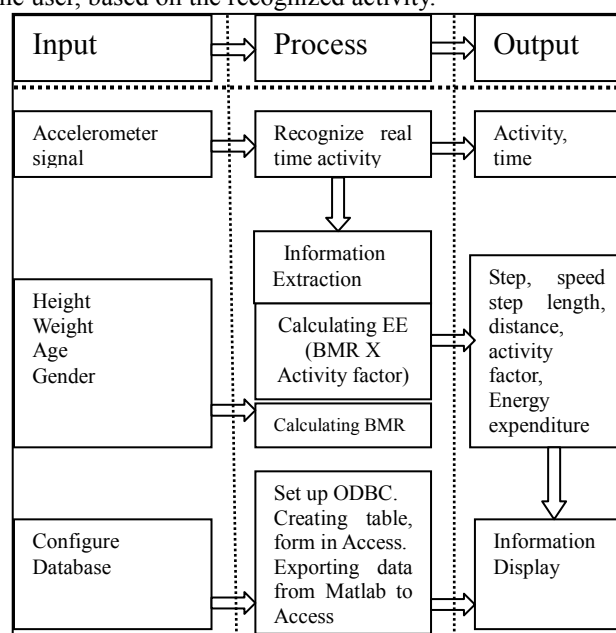 he user, based on the recognized activity.
Input
Process
Output
Accelerometer
signal
Recognize real
time activity
Activity,
time
Height
Weight
Age
Gender
Information
Extraction
Calculating EE
(BMR X
Activity factor)
Calculating BMR
Step, speed
step length,
distance,
activity
factor,
Energy
expenditure
Configure
Database
Set up ODBC.
Creating table,
form in Access.
Exporting data
from Matlab to
Access
Information
Display